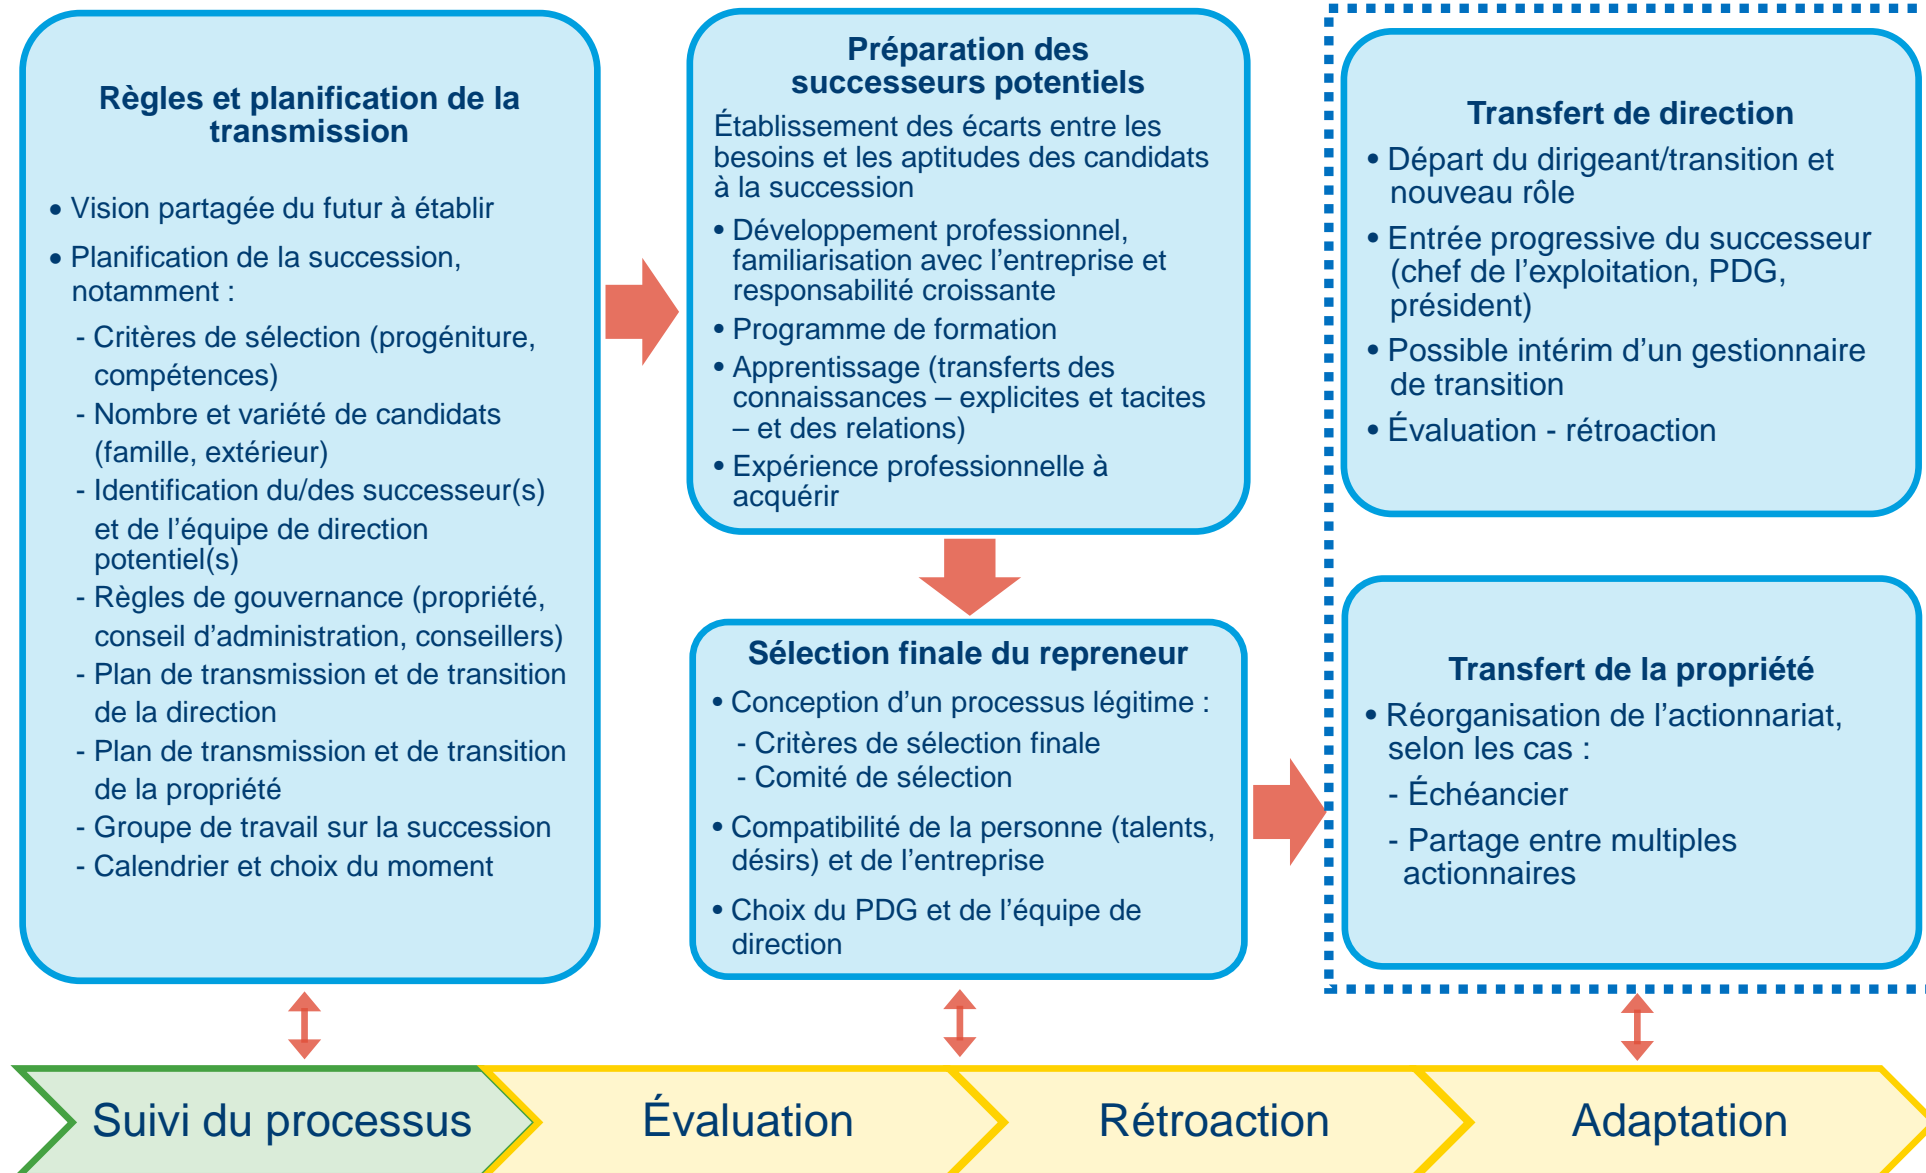 Règles et planification de la
transmission
• Vision partagée du futur à établir
• Planification de la succession,
notamment :
- Critères de sélection (progéniture,
compétences)
- Nombre et variété de candidats
(famille, extérieur)
- Identification du/des successeur(s)
et de l’équipe de direction
potentiel(s)
- Règles de gouvernance (propriété,
conseil d’administration, conseillers)
- Plan de transmission et de transition
de la direction
- Plan de transmission et de transition
de la propriété
- Groupe de travail sur la succession
- Calendrier et choix du moment
Préparation des
successeurs potentiels
Établissement des écarts entre les
besoins et les aptitudes des candidats
à la succession
• Développement professionnel,
familiarisation avec l’entreprise et
responsabilité croissante
• Programme de formation
• Apprentissage (transferts des
connaissances – explicites et tacites
– et des relations)
• Expérience professionnelle à
acquérir
Sélection finale du repreneur
• Conception d’un processus légitime :
- Critères de sélection finale
- Comité de sélection
• Compatibilité de la personne (talents,
désirs) et de l’entreprise
• Choix du PDG et de l’équipe de
direction
Transfert de direction
• Départ du dirigeant/transition et
nouveau rôle
• Entrée progressive du successeur
(chef de l’exploitation, PDG,
président)
• Possible intérim d’un gestionnaire
de transition
• Évaluation - rétroaction
Transfert de la propriété
• Réorganisation de l’actionnariat,
selon les cas :
- Échéancier
- Partage entre multiples
actionnaires
Suivi du processus
Évaluation
Rétroaction
Adaptation